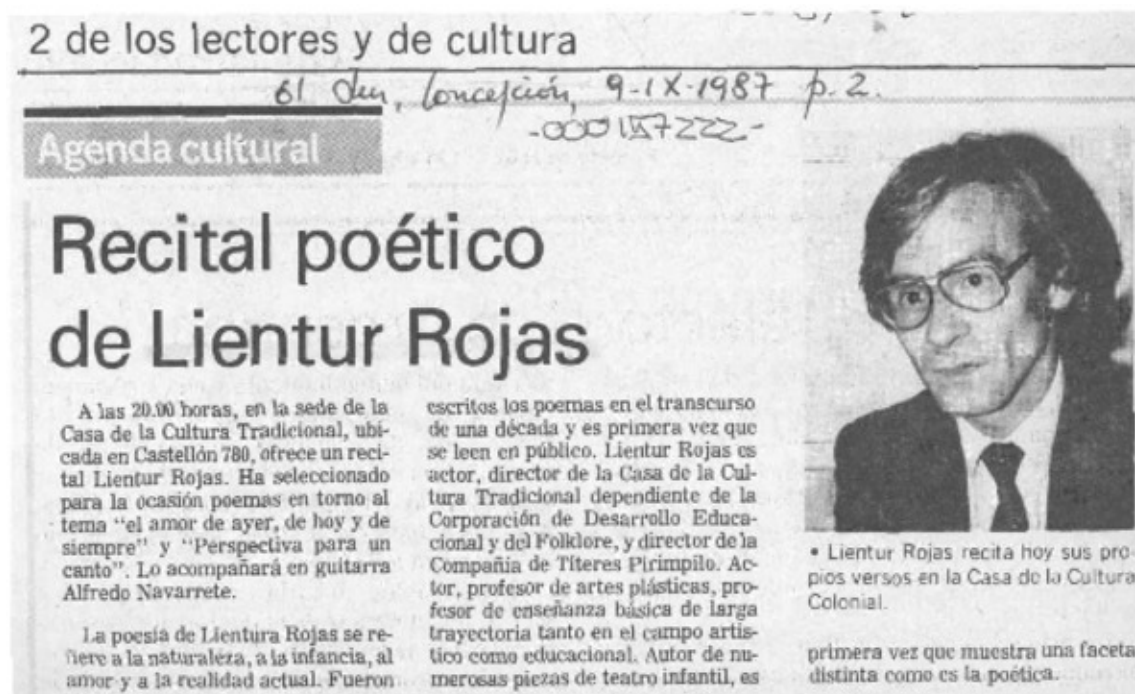 2 de los lectores y de cultura
Concepción, 9-IX-1987 p. 2.
-000157222-
Agenda cultural
Recital poético
de Lientur Rojas
A las 20.00 horas, en la sede de la
Casa de la Cultura Tradicional, ubi-
cada en Castellón 780, ofrece un reci-
tal Lientur Rojas. Ha seleccionado
para la ocasión poemas en torno al
tema "el amor de ayer, de hoy y de
siempre" y "Perspectiva para un
canto". Lo acompañará en guitarra
Alfredo Navarrete.
La poesía de Lientura Rojas se re-
fiere a la naturaleza, a la infancia, al
amor y a la realidad actual. Fueron
escritos los poemas en el transcurso
de una década y es primera vez que
se leen en público. Lientur Rojas es
actor, director de la Casa de la Cul-
tura Tradicional dependiente de la
Corporación de Desarrollo Educa-
cional y del Folklore, y director de la
Compañia de Títeres Pirimpilo. Ac-
tor, profesor de artes plásticas, pro-
fesor de enseñanza básica de larga
trayectoria tanto en el campo artís-
tico como educacional. Autor de nu-
merosas piezas de teatro infantil, es
• Lientur Rojas recita hoy sus pro-
pios versos en la Casa de la Cultura
Colonial.
primera vez que muestra una faceta
distinta como es la poética.